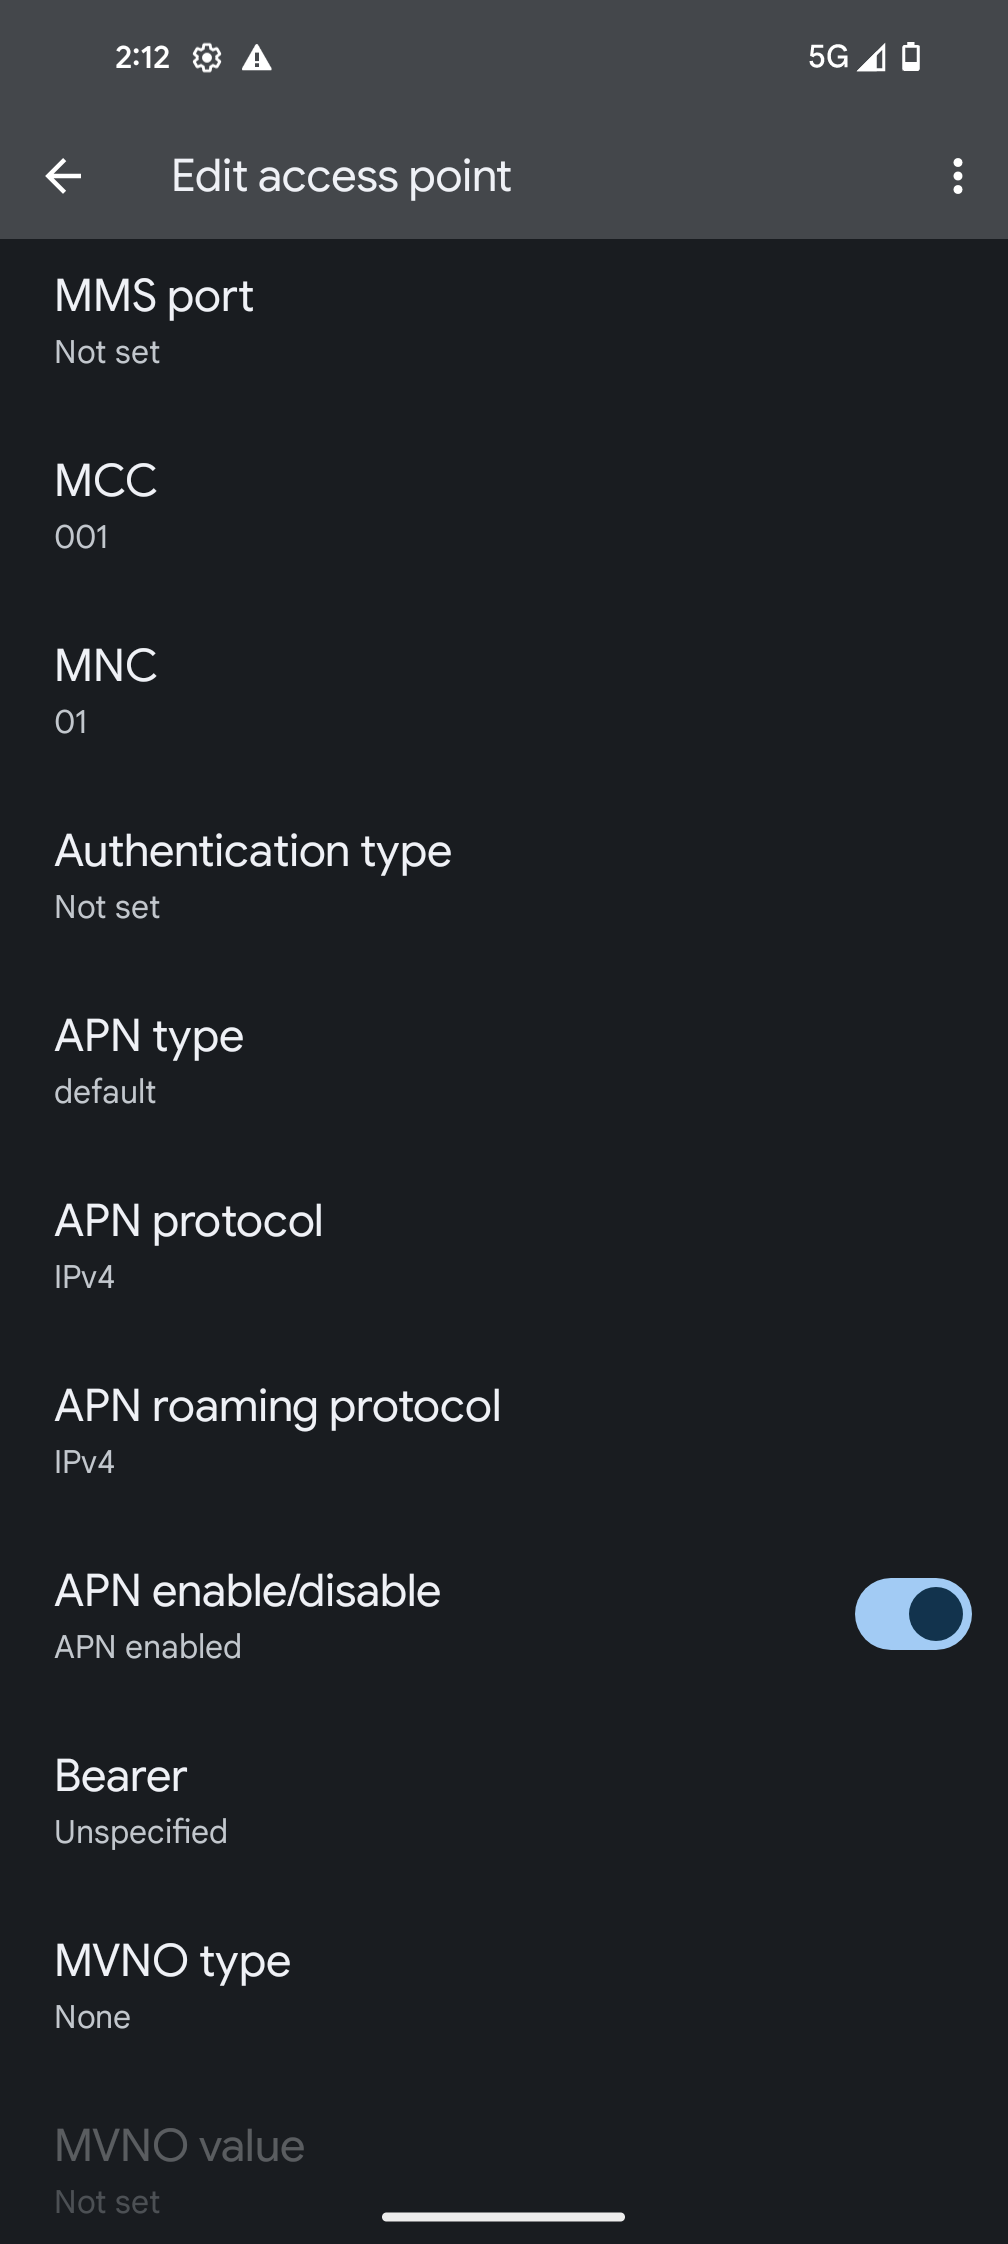 2:12
5G
Edit access point
MMS port
Not set
MCC
001
MNC
01
Authentication type
Not set
APN type
default
APN protocol
IPv4
APN roaming protocol
IPv4
APN enable/disable
APN enabled
Bearer
Unspecified
MVNO type
None
MVNO value
Not set